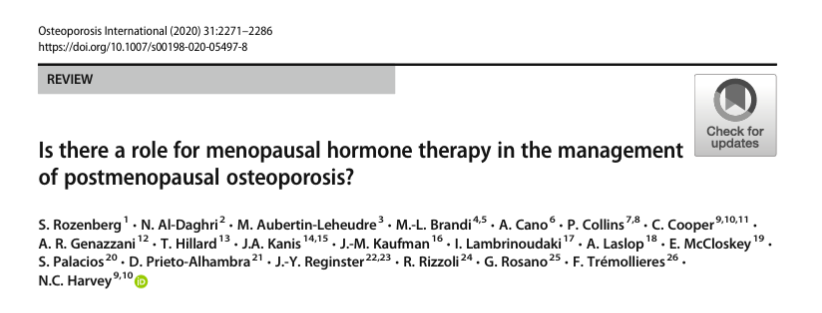 Osteoporosis International (2020) 31:2271–2286
https://doi.org/10.1007/s00198-020-05497-8
REVIEW
Check for
updates
Is there a role for menopausal hormone therapy in the management
of postmenopausal osteoporosis?
S. Rozenberg 1 · N. Al-Daghri 2 · M. Aubertin-Leheudre 3 · M.-L. Brandi 4,5 · A. Cano 6 · P. Collins 7,8 · C. Cooper 9,10,11 ·
A. R. Genazzani 12 · T. Hillard 13 · J.A. Kanis 14,15 · J.-M. Kaufman 16 · I. Lambrinoudaki 17 · A. Laslop 18 · E. McCloskey 19 ·
S. Palacios 20 · D. Prieto-Alhambra 21 · J.-Y. Reginster 22,23 · R. Rizzoli 24 · G. Rosano 25 · F. Trémollieres 26 ·
N.C. Harvey 9,10 iD